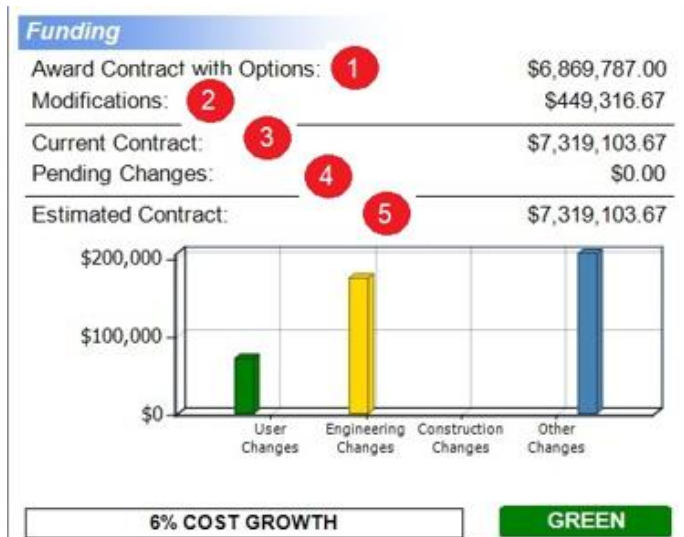 Funding
Award Contract with Options: 1 $6,869,787.00
Modifications: 2 $449,316.67
Current Contract: 3 $7,319,103.67
Pending Changes: 4 $0.00
Estimated Contract: 5 $7,319,103.67
$200,000
$100,000
$0
User Engineering Construction Other
Changes Changes Changes Changes
6% COST GROWTH GREEN